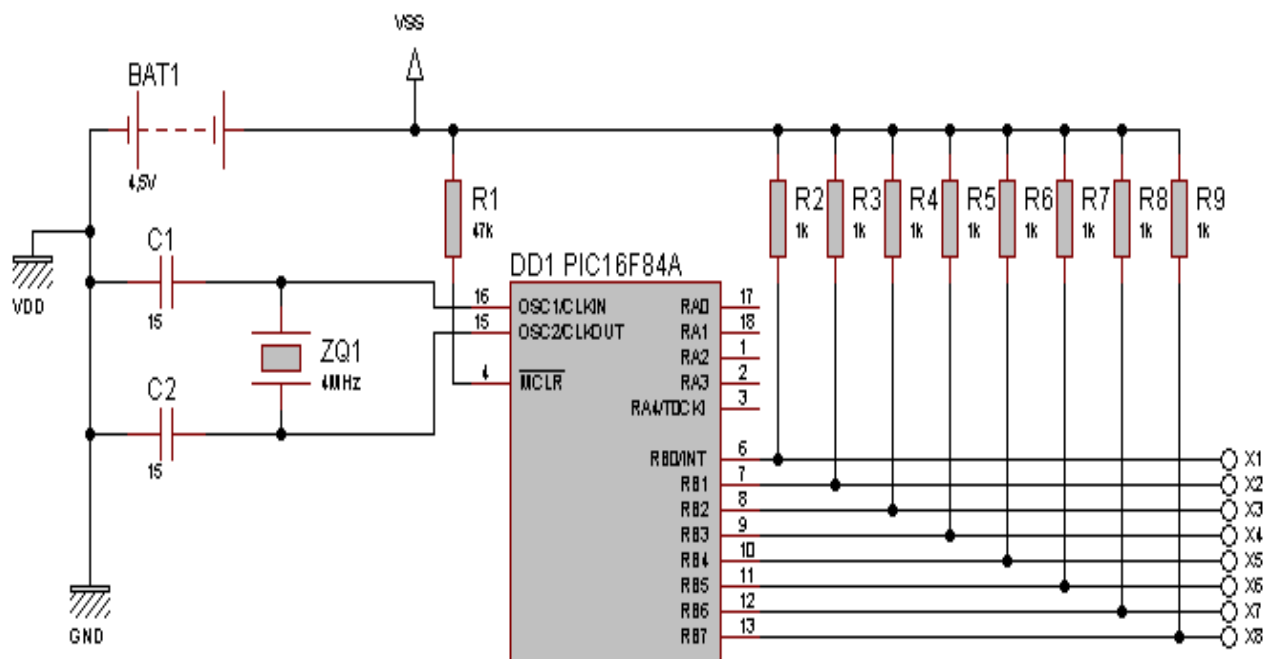 VSS
BAT1
4,5V
VDD
C1
15
ZQ1
4MHz
C2
15
GND
R1
47k
R2
1k
R3
1k
R4
1k
R5
1k
R6
1k
R7
1k
R8
1k
R9
1k
DD1 PIC16F84A
16 OSC1/CLKIN
15 OSC2/CLKOUT
4 MCLR
RA0 17
RA1 18
RA2 1
RA3 2
RA4/T0CKI 3
RB0/INT 6 X1
RB1 7 X2
RB2 8 X3
RB3 9 X4
RB4 10 X5
RB5 11 X6
RB6 12 X7
RB7 13 X8